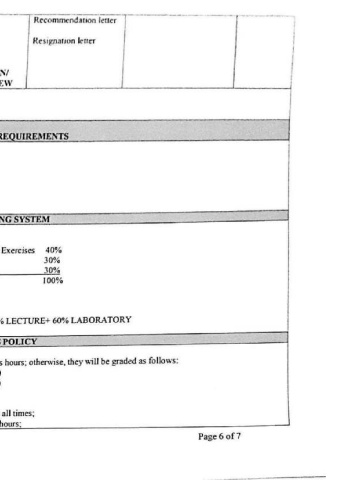 Recommendation letter
Resignation letter
N/
EW
REQUIREMENTS
NG SYSTEM
Exercises 40%
30%
30%
100%
% LECTURE+ 60% LABORATORY
POLICY
s hours; otherwise, they will be graded as follows:
)
)
all times;
hours;
Page 6 of 7